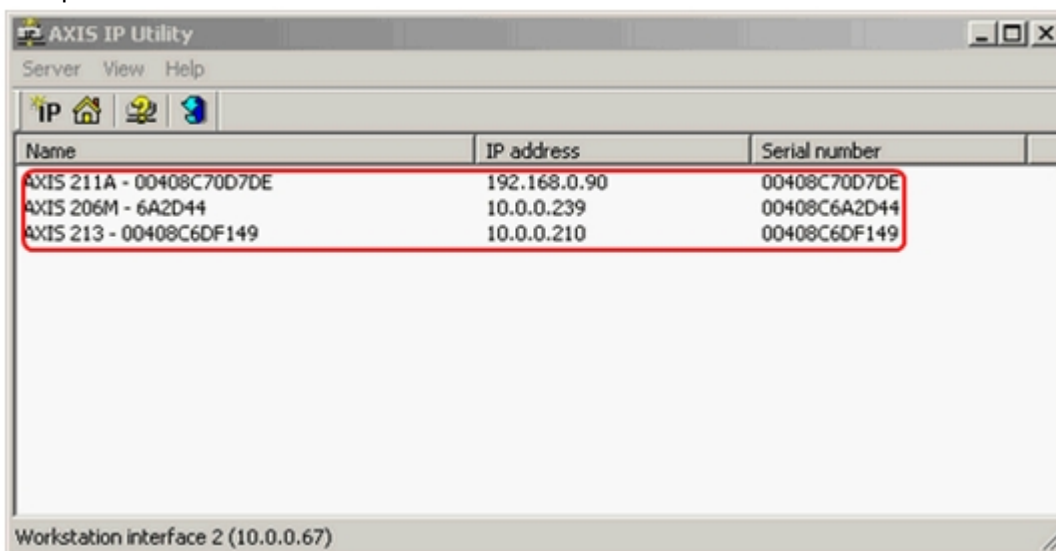 AXIS IP Utility
Server View Help
IP
Name IP address Serial number
AXIS 211A - 00408C70D7DE 192.168.0.90 00408C70D7DE
AXIS 206M - 6A2D44 10.0.0.239 00408C6A2D44
AXIS 213 - 00408C6DF149 10.0.0.210 00408C6DF149
Workstation interface 2 (10.0.0.67)